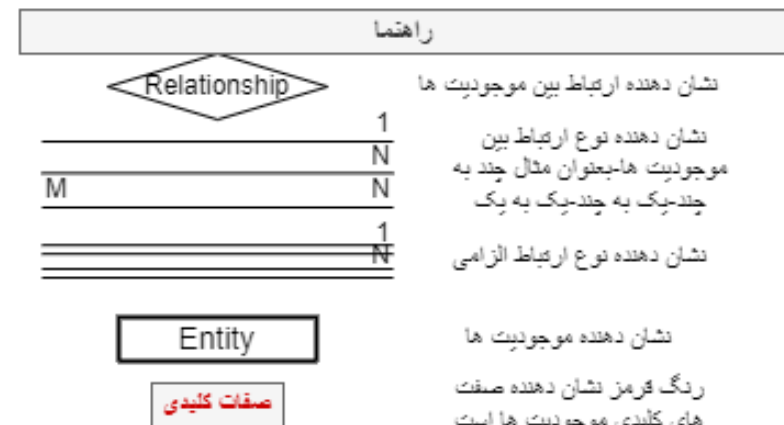 راهنما
Relationship
نشان دهنده ارتباط بین موجودیت ها
1
نشان دهنده نوع ارتباط بین
N
موجودیت ها-بعنوان مثال چند به
M N
چند-یک به چند-یک به یک
1
N
نشان دهنده نوع ارتباط الزامی
Entity
نشان دهنده موجودیت ها
رنگ قرمز نشان دهنده صفت
صفات کلیدی
های کلیدی موجودیت ها است